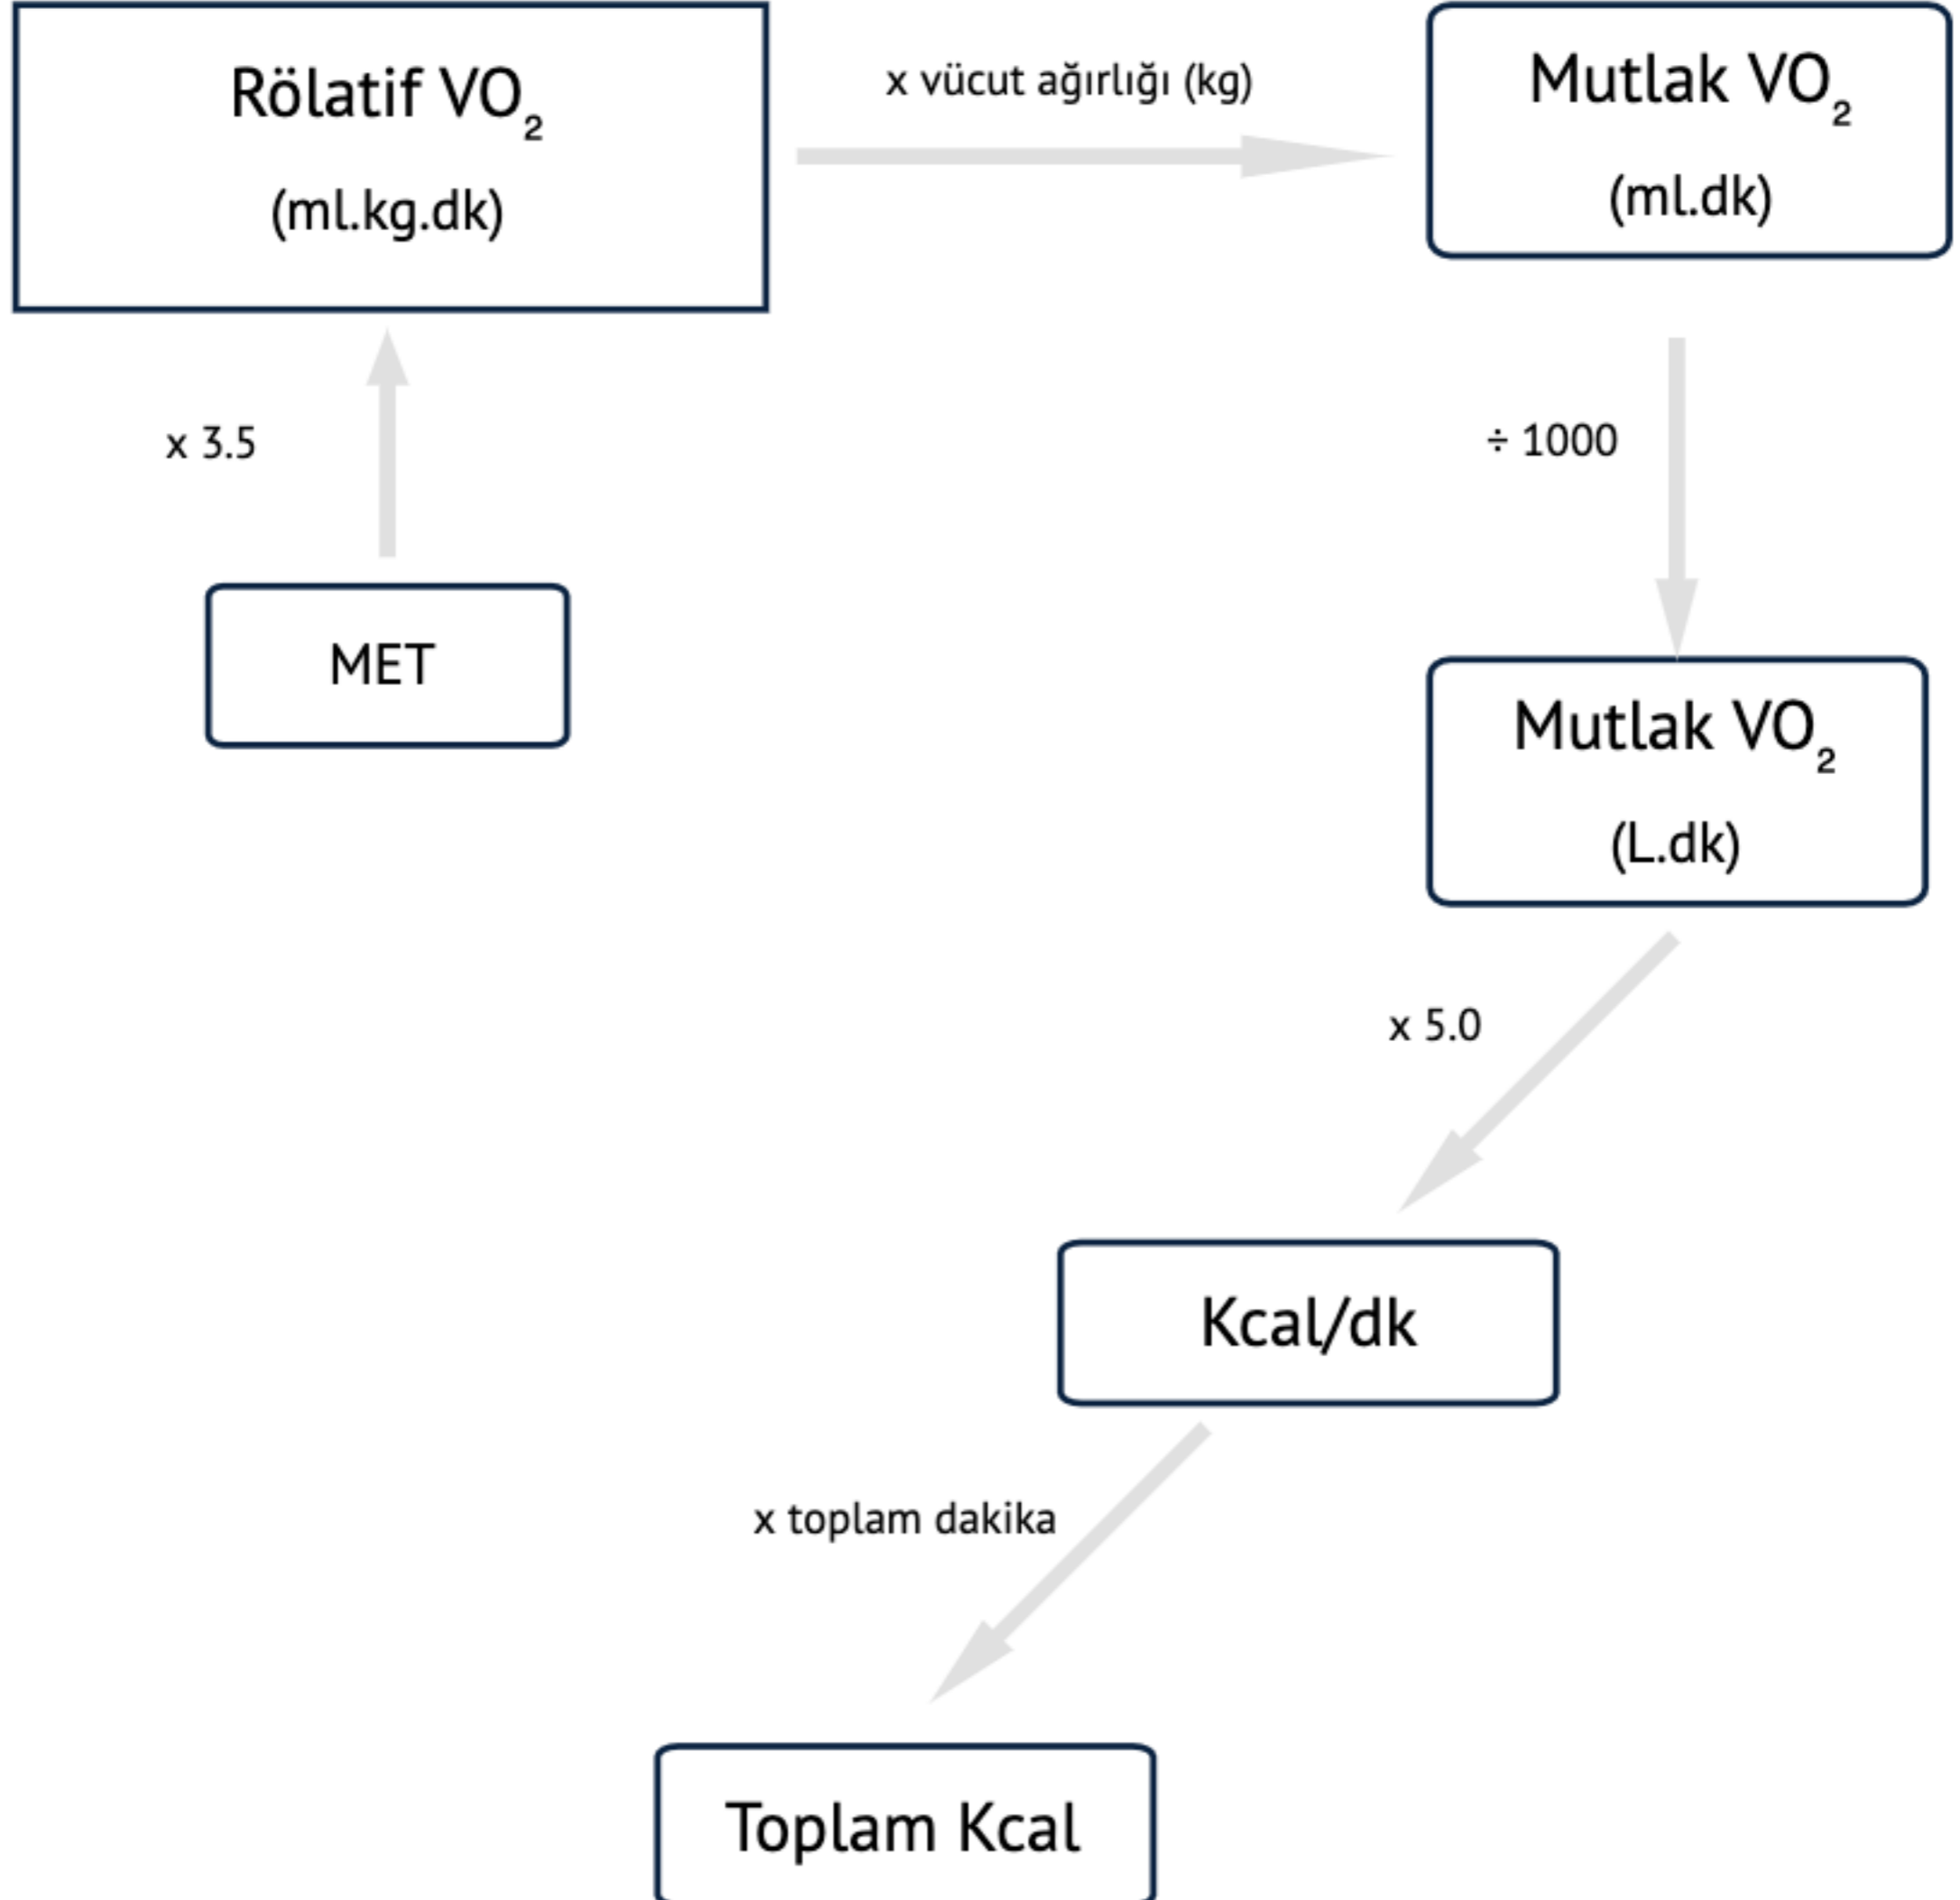 Rölatif VO₂
(ml.kg.dk)
x vücut ağırlığı (kg)
Mutlak VO₂
(ml.dk)
x 3.5
÷ 1000
MET
Mutlak VO₂
(L.dk)
x 5.0
Kcal/dk
x toplam dakika
Toplam Kcal